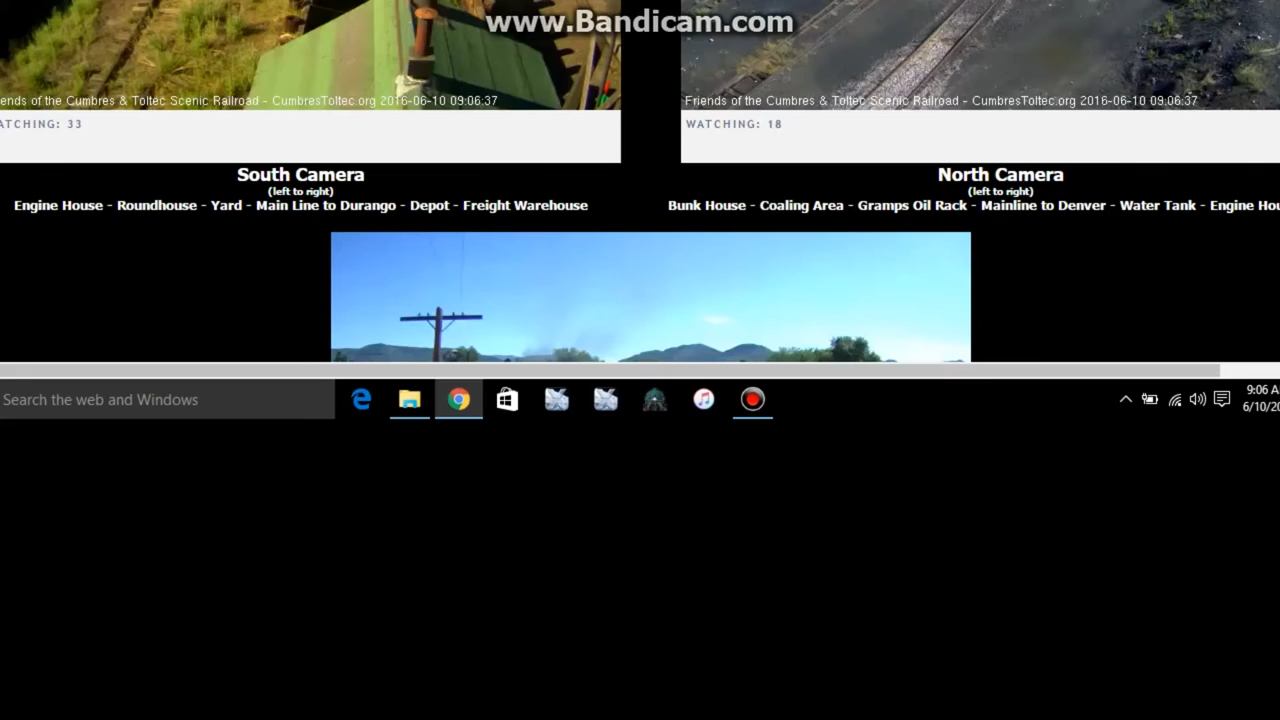 www.Bandicam.com
ends of the Cumbres & Toltec Scenic Railroad - CumbresToltec.org 2016-06-10 09:06:37
Friends of the Cumbres & Toltec Scenic Railroad - CumbresToltec.org 2016-06-10 09:06:37
ATCHING: 33
WATCHING: 18
South Camera
(left to right)
Engine House - Roundhouse - Yard - Main Line to Durango - Depot - Freight Warehouse
North Camera
(left to right)
Bunk House - Coaling Area - Gramps Oil Rack - Mainline to Denver - Water Tank - Engine Hou
Search the web and Windows
9:06 A
6/10/20